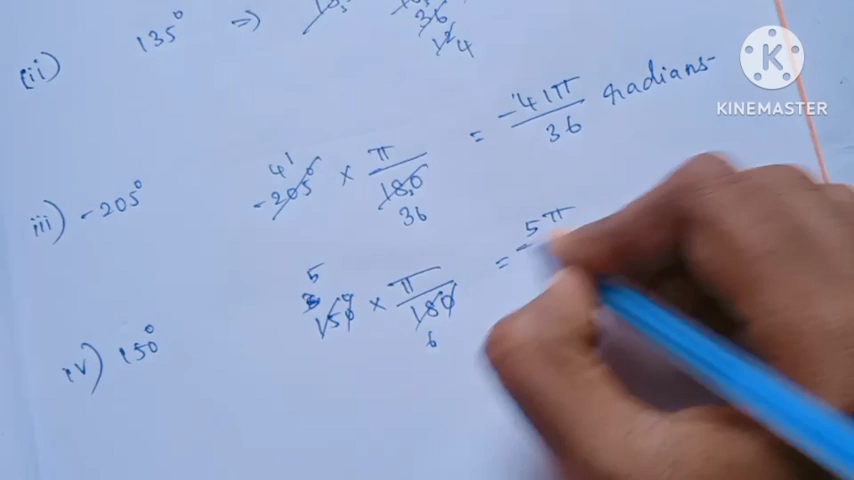 36
(ii) 135° => 12 4
KINEMASTER
41
iii) -205° -205° × π/180 = -41π/36 radians
36
5
iv) 150° 150 × π/180 = 5π
6